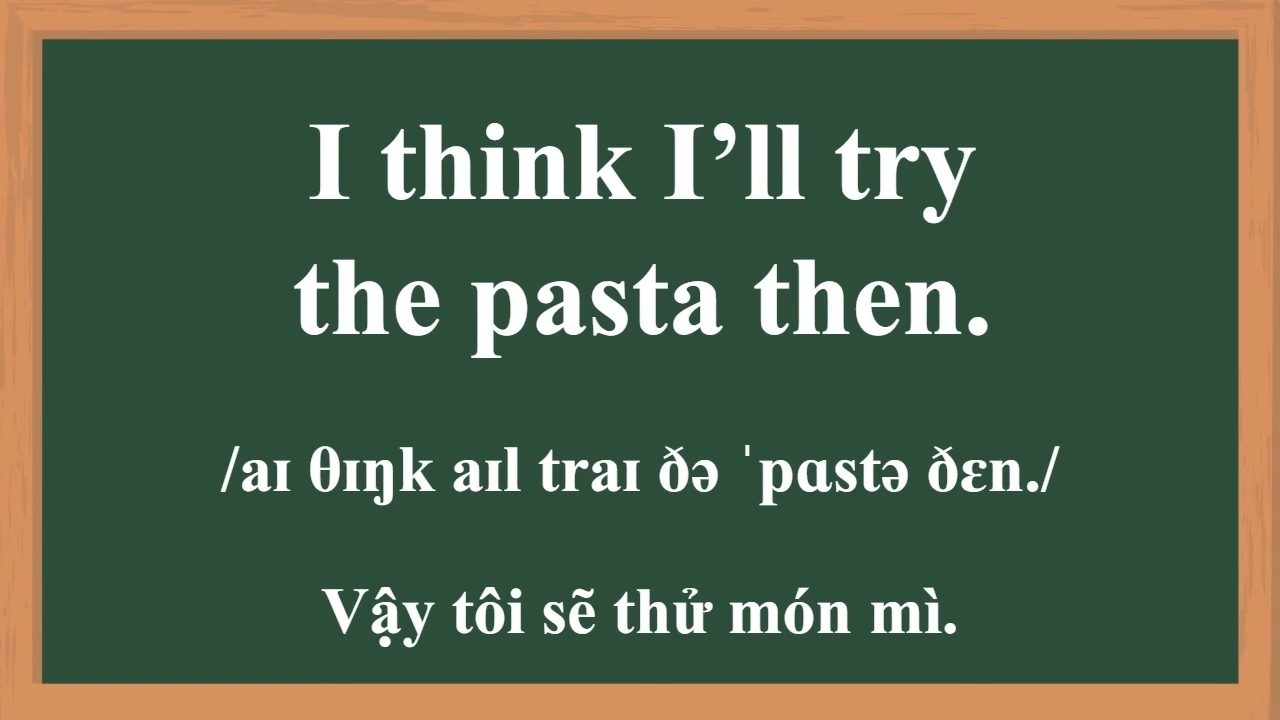 I think I’ll try
the pasta then.
/aɪ θɪŋk aɪl traɪ ðə ˈpɑstə ðɛn./
Vậy tôi sẽ thử món mì.